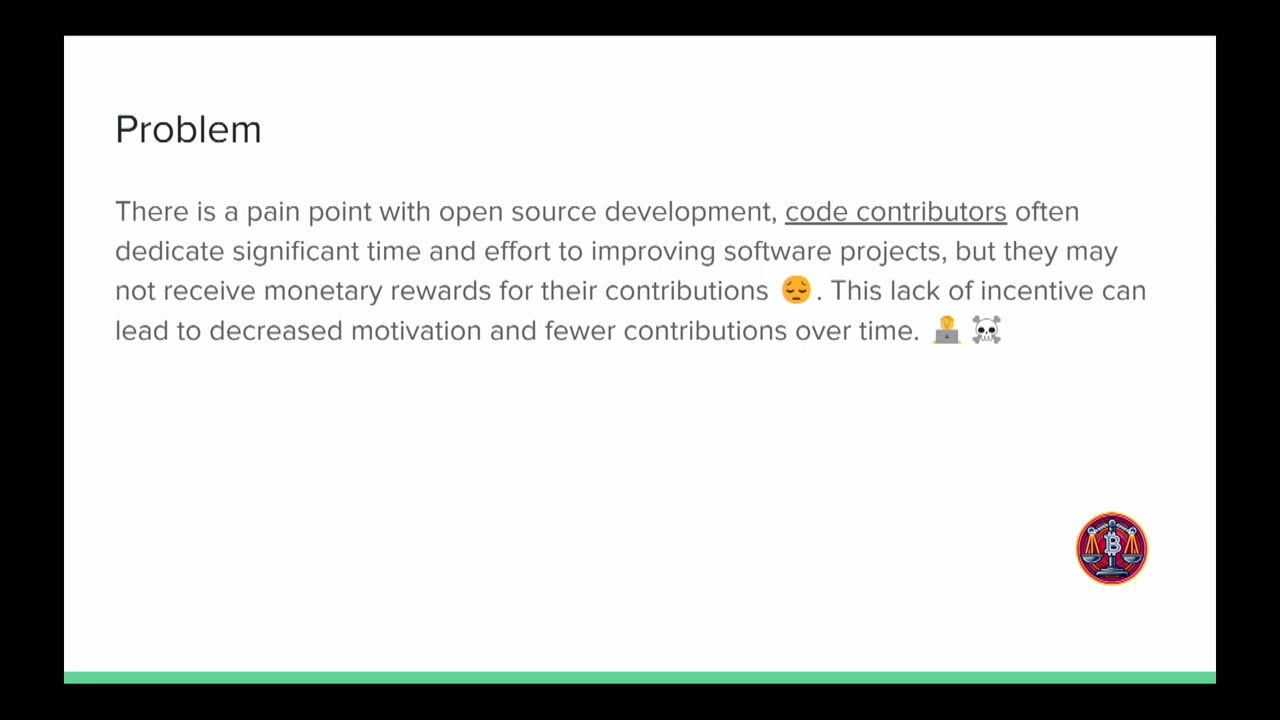 Problem
There is a pain point with open source development, code contributors often
dedicate significant time and effort to improving software projects, but they may
not receive monetary rewards for their contributions 😔. This lack of incentive can
lead to decreased motivation and fewer contributions over time. 🧑‍💻 ☠️
B